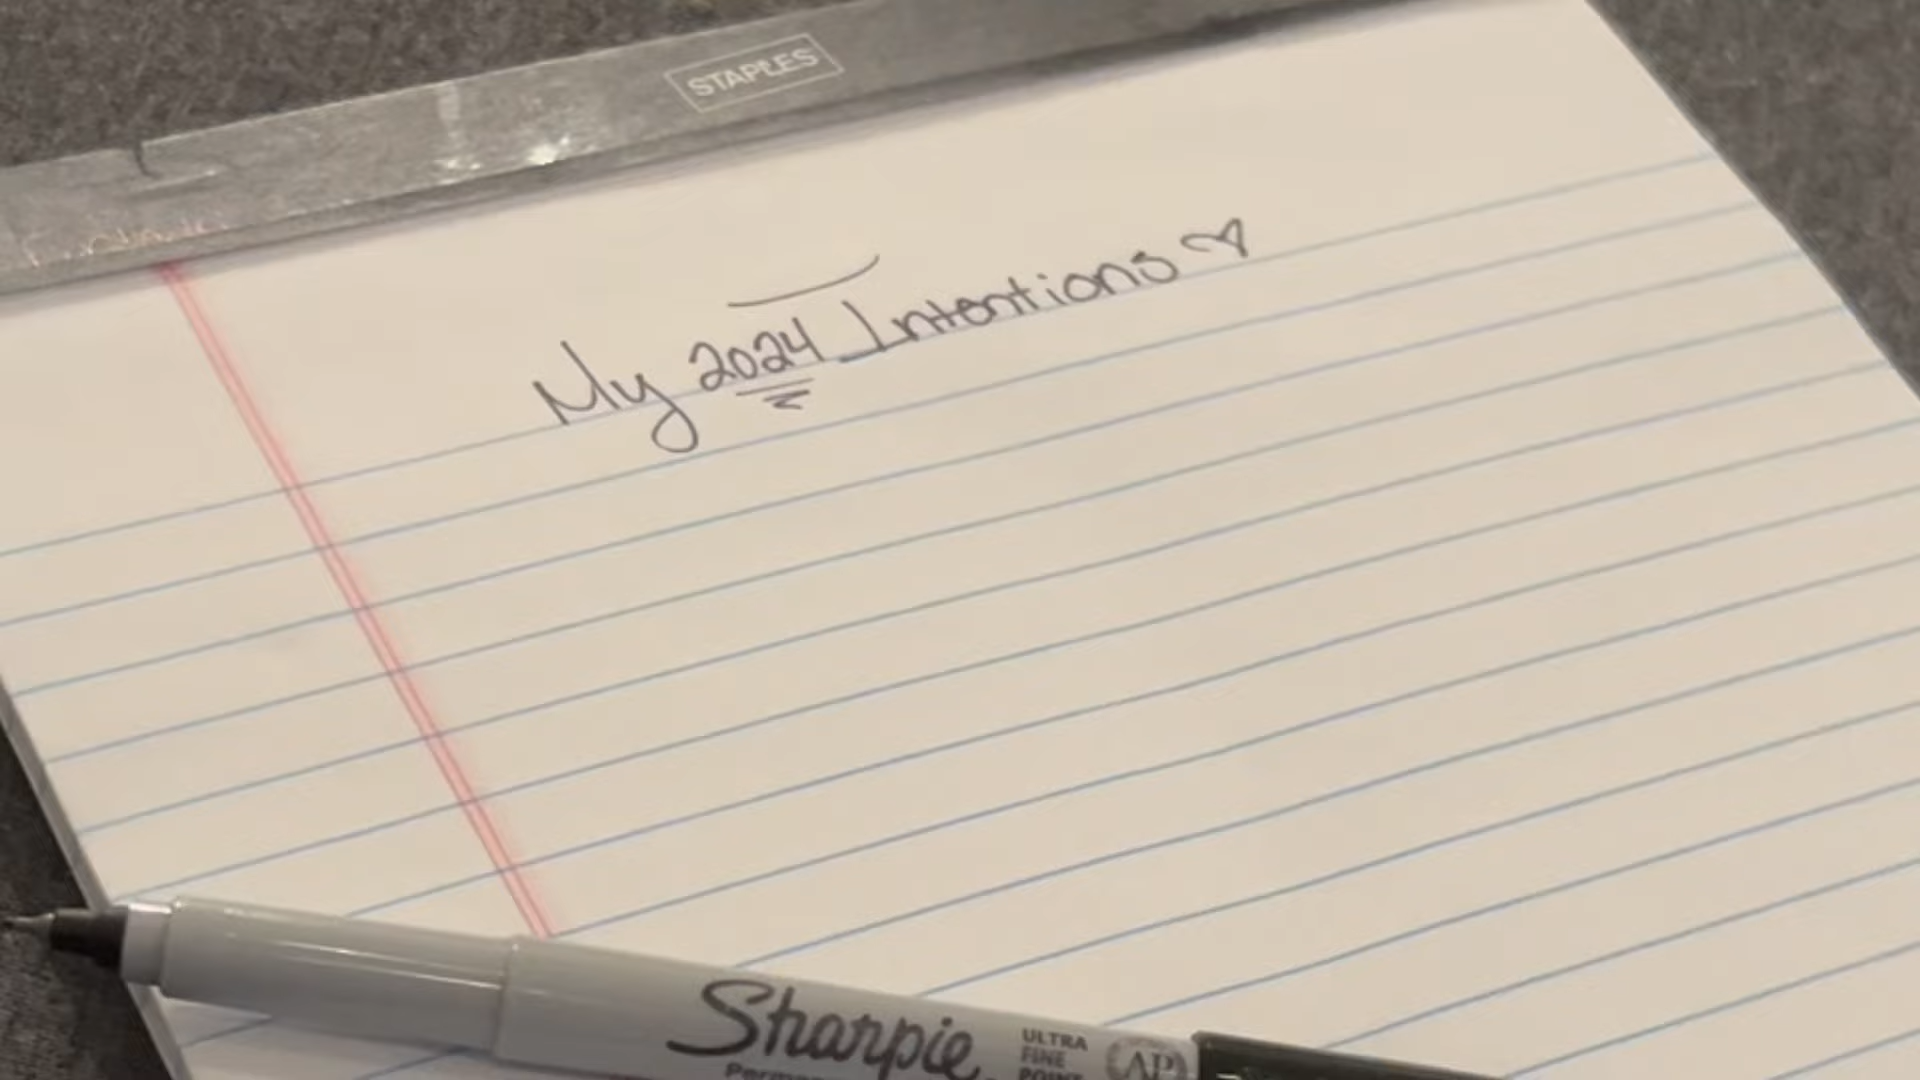 STAPLES
My 2024 Intentions
Sharpie
ULTRA
FINE
POINT
AP